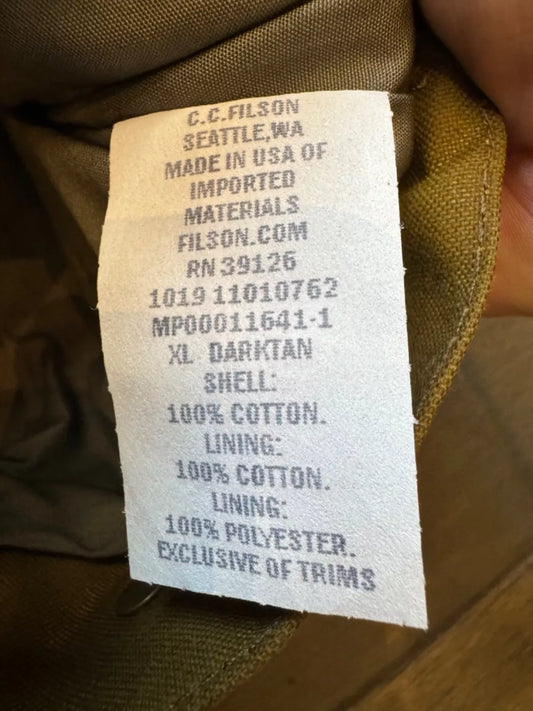 C.C.FILSON
SEATTLE,WA
MADE IN USA OF
IMPORTED
MATERIALS
FILSON.COM
RN 39126
1019 11010762
MP00011641-1
XL DARKTAN
SHELL:
100% COTTON.
LINING:
100% COTTON.
LINING:
100% POLYESTER.
EXCLUSIVE OF TRIMS